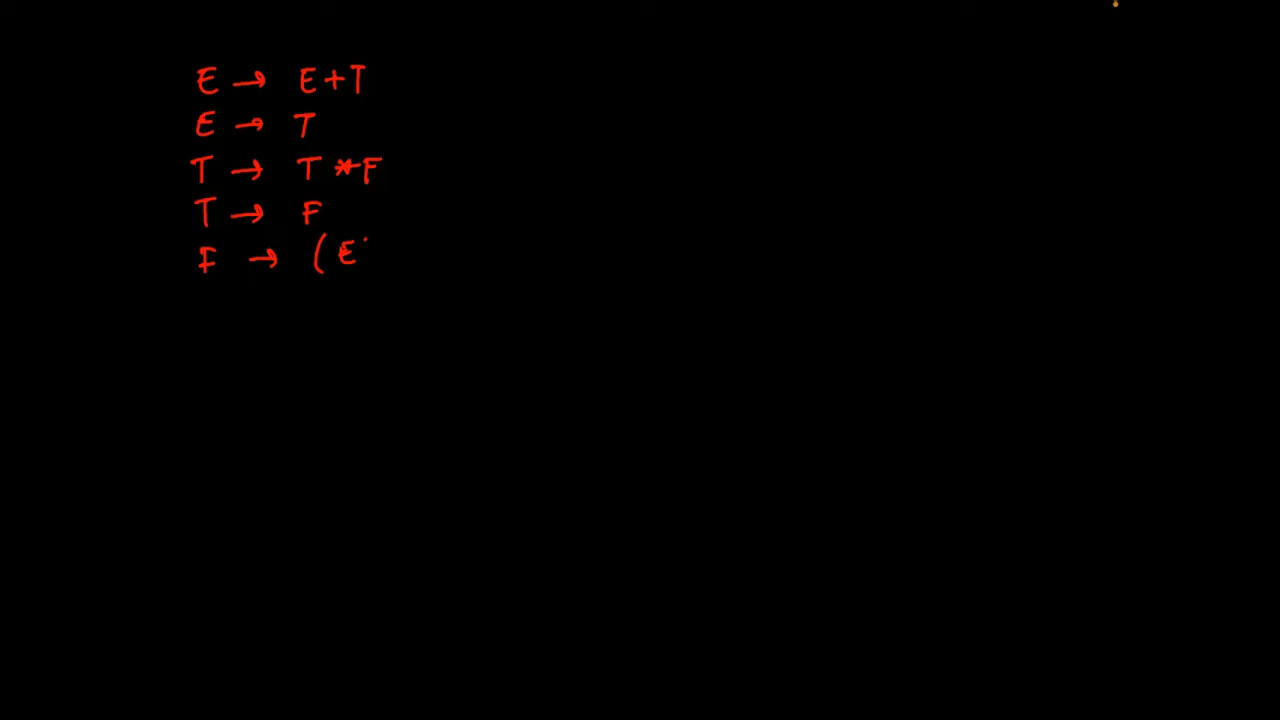 E → E + T
E → T
T → T * F
T → F
F → ( E